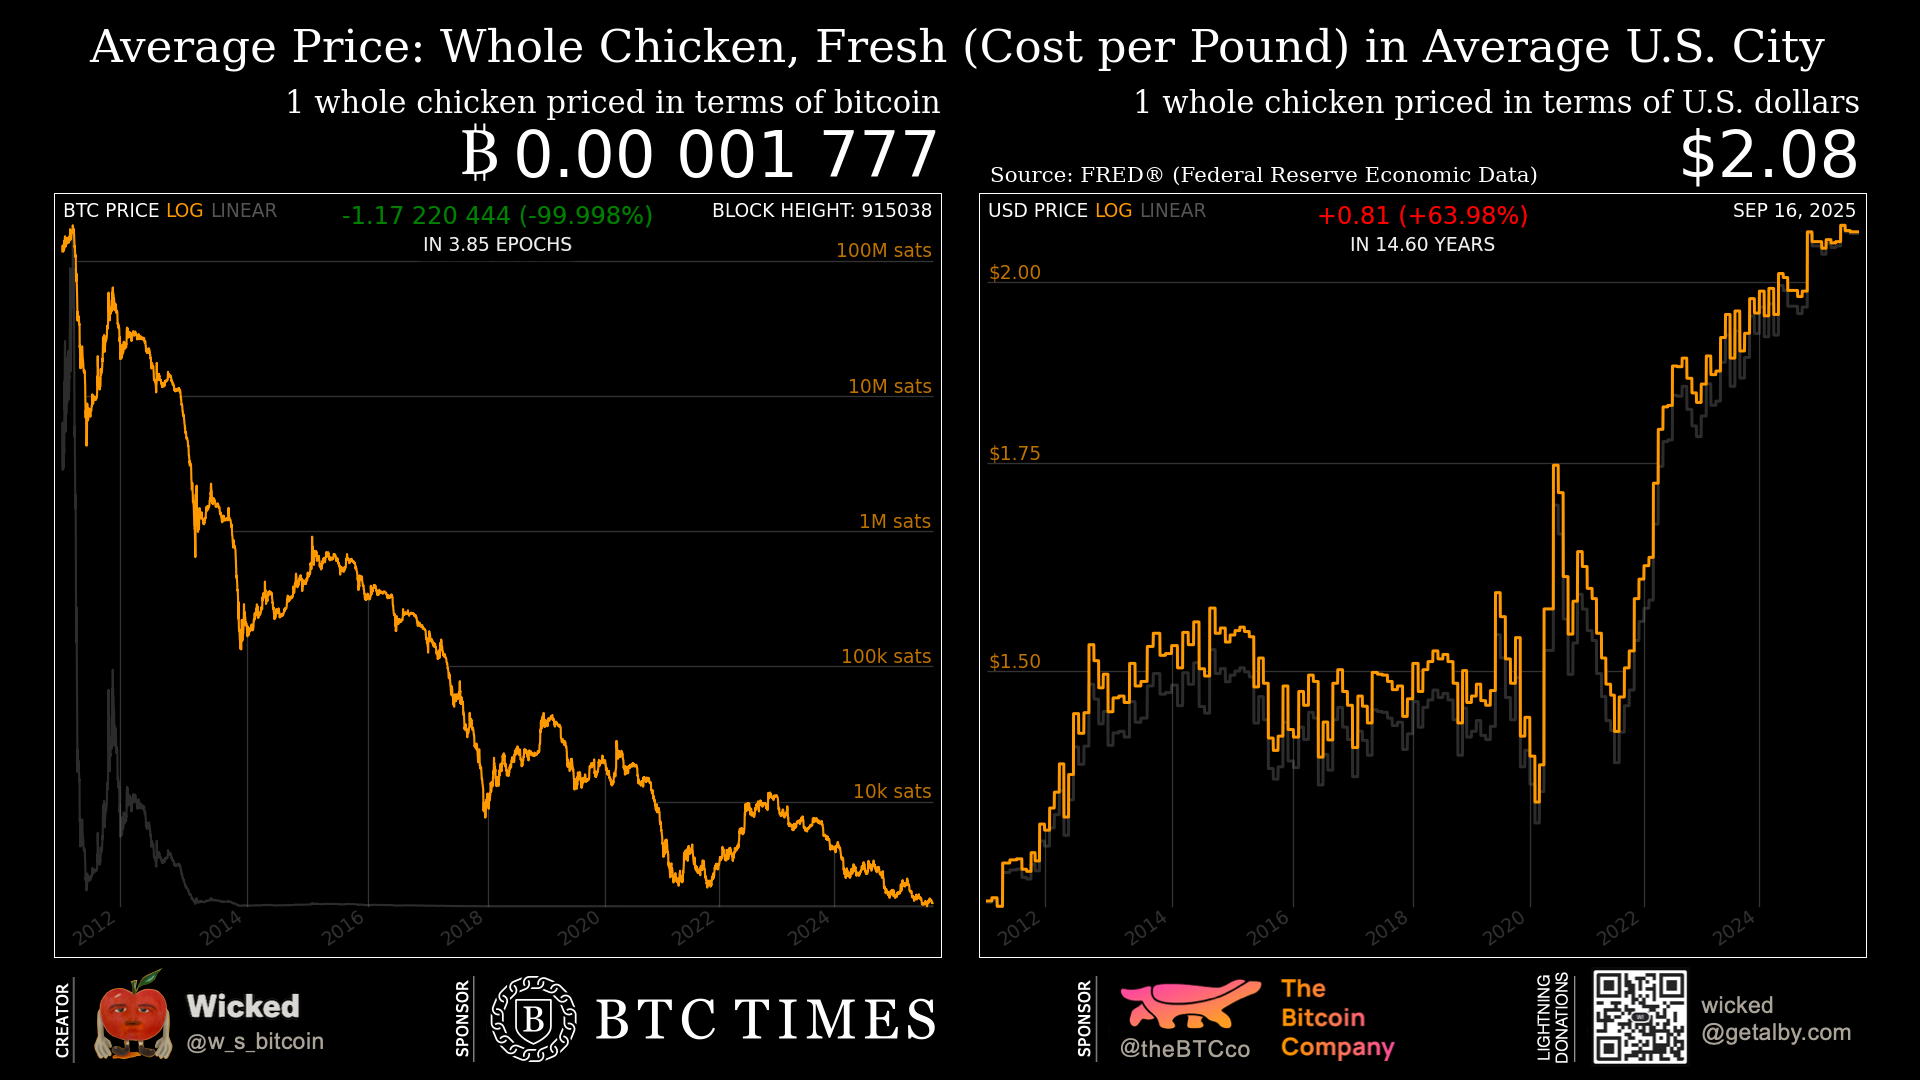 Average Price: Whole Chicken, Fresh (Cost per Pound) in Average U.S. City
1 whole chicken priced in terms of bitcoin
₿ 0.00 001 777
1 whole chicken priced in terms of U.S. dollars
$2.08
Source: FRED® (Federal Reserve Economic Data)
BTC PRICE LOG LINEAR
-1.17 220 444 (-99.998%)
IN 3.85 EPOCHS
BLOCK HEIGHT: 915038
100M sats
10M sats
1M sats
100k sats
10k sats
2012
2014
2016
2018
2020
2022
2024
USD PRICE LOG LINEAR
+0.81 (+63.98%)
IN 14.60 YEARS
SEP 16, 2025
$2.00
$1.75
$1.50
2012
2014
2016
2018
2020
2022
2024
CREATOR
Wicked
@w_s_bitcoin
SPONSOR
B
BTC TIMES
SPONSOR
@theBTCco
The
Bitcoin
Company
LIGHTNING
DONATIONS
wicked
@getalby.com